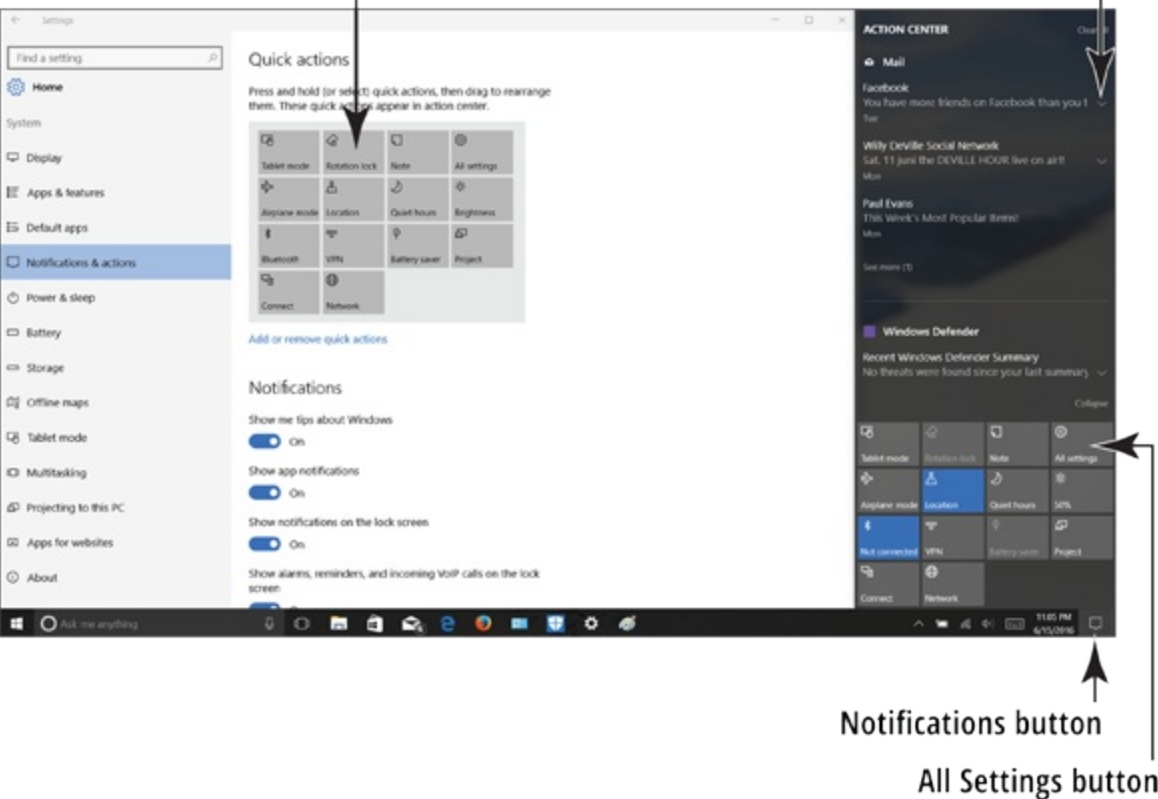 Settings
Find a setting
Home
System
Display
Apps & features
Default apps
Notifications & actions
Power & sleep
Battery
Storage
Offline maps
Tablet mode
Multitasking
Projecting to this PC
Apps for websites
About
Quick actions
Press and hold (or select) quick actions, then drag to rearrange
them. These quick actions appear in action center.
Tablet mode Rotation lock Note All settings
Airplane mode Location Quiet hours Brightness
Bluetooth VPN Battery saver Project
Connect Network
Add or remove quick actions
Notifications
Show me tips about Windows
On
Show app notifications
On
Show notifications on the lock screen
On
Show alarms, reminders, and incoming VoIP calls on the lock
screen
ACTION CENTER
Clear all
Mail
Facebook
You have more friends on Facebook than you t
Tue
Willy DeVille Social Network
Sat. 11 juni the DEVILLE HOUR live on air!!
Mon
Paul Evans
This Week's Most Popular Items!
Mon
See more (1)
Windows Defender
Recent Windows Defender Summary
No threats were found since your last summary.
Collapse
Tablet mode Rotation lock Note All settings
Airplane mode Location Quiet hours 50%
Not connected VPN Battery saver Project
Connect Network
Ask me anything
11:05 PM
6/15/2016
Notifications button
All Settings button